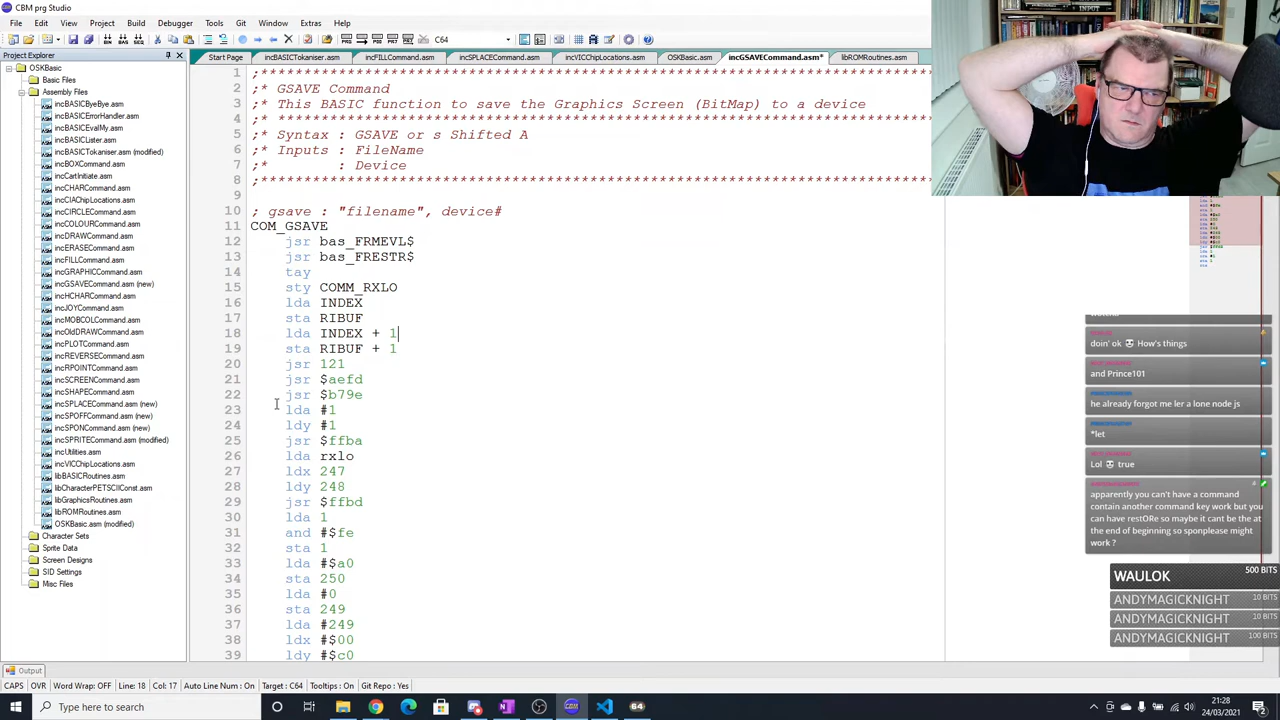 CBM prg Studio
File Edit View Project Build Debugger Tools Git Window Extras Help
C64
Project Explorer
Start Page incBASICTokaniser.asm incFILLCommand.asm incSPLACECommand.asm incVICChipLocations.asm OSKBasic.asm incGSAVECommand.asm* libROMRoutines.asm
OSKBasic
Basic Files
Assembly Files
incBASICByeBye.asm
incBASICErrorHandler.asm
incBASICEvalMy.asm
incBASICLister.asm
incBASICTokaniser.asm (modified)
incBOXCommand.asm
incCartInitiate.asm
incCHARCommand.asm
incCIAChipLocations.asm
incCIRCLECommand.asm
incCOLOURCommand.asm
incDRAWCommand.asm
incERASECommand.asm
incFILLCommand.asm
incGRAPHICCommand.asm
incGSAVECommand.asm (new)
incHCHARCommand.asm
incJOYCommand.asm
incMOBCOLCommand.asm
incOldDRAWCommand.asm
incPLOTCommand.asm
incREVERSECommand.asm
incRPOINTCommand.asm
incSCREENCommand.asm
incSHAPECommand.asm
incSPLACECommand.asm (new)
incSPOFFCommand.asm (new)
incSPONCommand.asm (new)
incSPRITECommand.asm (modified)
incUtilities.asm
incVICChipLocations.asm
libBASICRoutines.asm
libCharacterPETSCIIConst.asm
libGraphicsRoutines.asm
libROMRoutines.asm
OSKBasic.asm (modified)
Character Sets
Sprite Data
Screen Designs
SID Settings
Misc Files
1 ;*******************************************************************************
2 ;* GSAVE Command
3 ;* This BASIC function to save the Graphics Screen (BitMap) to a device
4 ;* ******************************************************************************
5 ;* Syntax : GSAVE or s Shifted A
6 ;* Inputs : FileName
7 ;* : Device
8 ;*******************************************************************************
9
10 ; gsave : "filename", device#
11 COM_GSAVE
12 jsr bas_FRMEVL$
13 jsr bas_FRESTR$
14 tay
15 sty COMM_RXLO
16 lda INDEX
17 sta RIBUF
18 lda INDEX + 1
19 sta RIBUF + 1
20 jsr 121
21 jsr $aefd
22 jsr $b79e
23 lda #1
24 ldy #1
25 jsr $ffba
26 lda rxlo
27 ldx 247
28 ldy 248
29 jsr $ffbd
30 lda 1
31 and #$fe
32 sta 1
33 lda #$a0
34 sta 250
35 lda #0
36 sta 249
37 lda #249
38 ldx #$00
39 ldy #$c0
doin' ok How's things
and Prince101
he already forgot me ler a lone node js
*let
Lol true
apparently you can't have a command
contain another command key work but you
can have restORe so maybe it cant be the at
the end of beginning so sponplease might
work ?
WAULOK 500 BITS
ANDYMAGICKNIGHT 10 BITS
ANDYMAGICKNIGHT 10 BITS
ANDYMAGICKNIGHT 100 BITS
Output
CAPS OVR Word Wrap: OFF Line: 18 Col: 17 Auto Line Num : On Target : C64 Tooltips : On Git Repo : Yes
Type here to search
21:28
24/03/2021